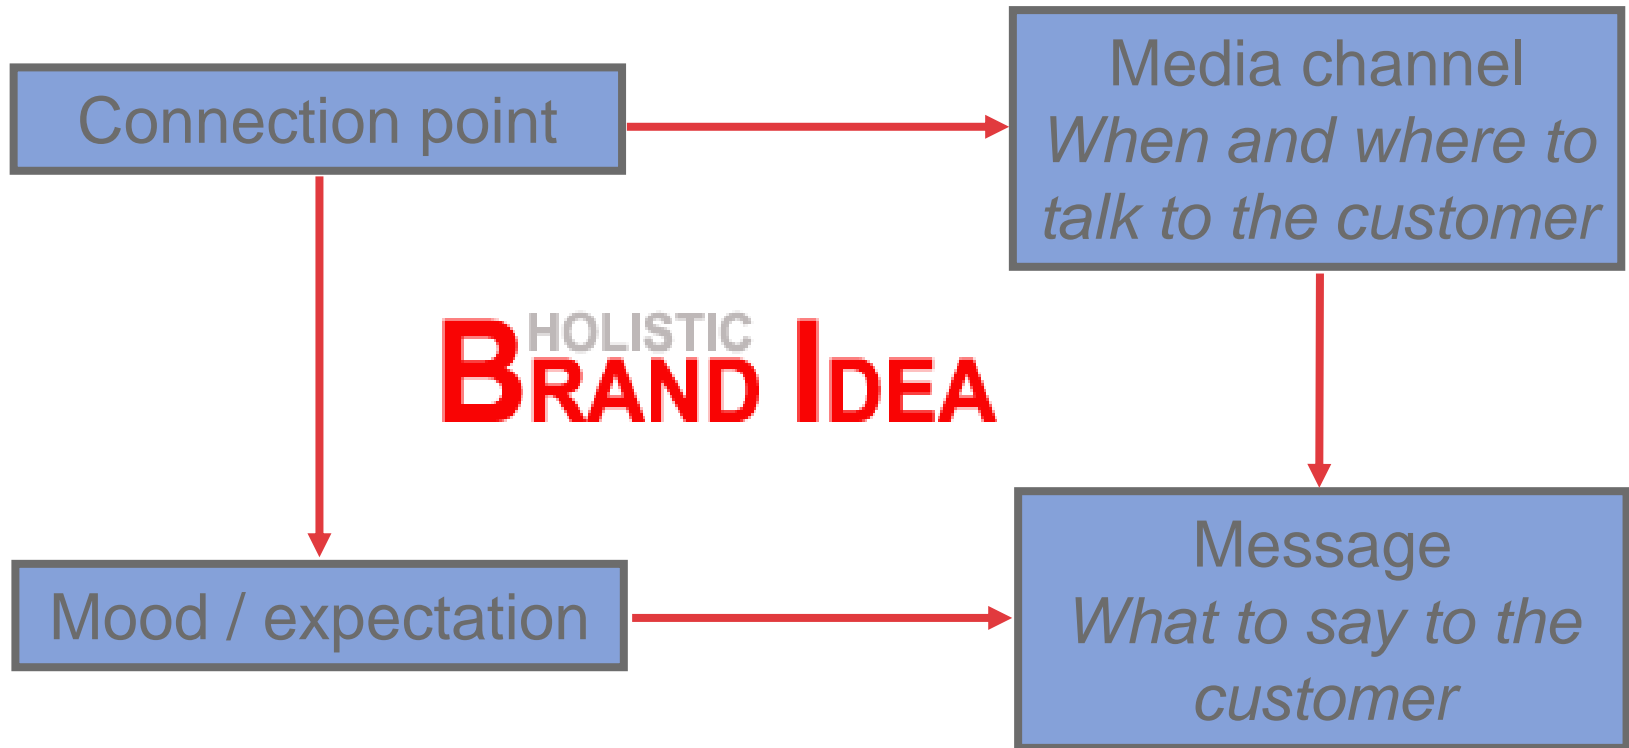 Connection point
Media channel
When and where to
talk to the customer
HOLISTIC
BRAND IDEA
Mood / expectation
Message
What to say to the
customer